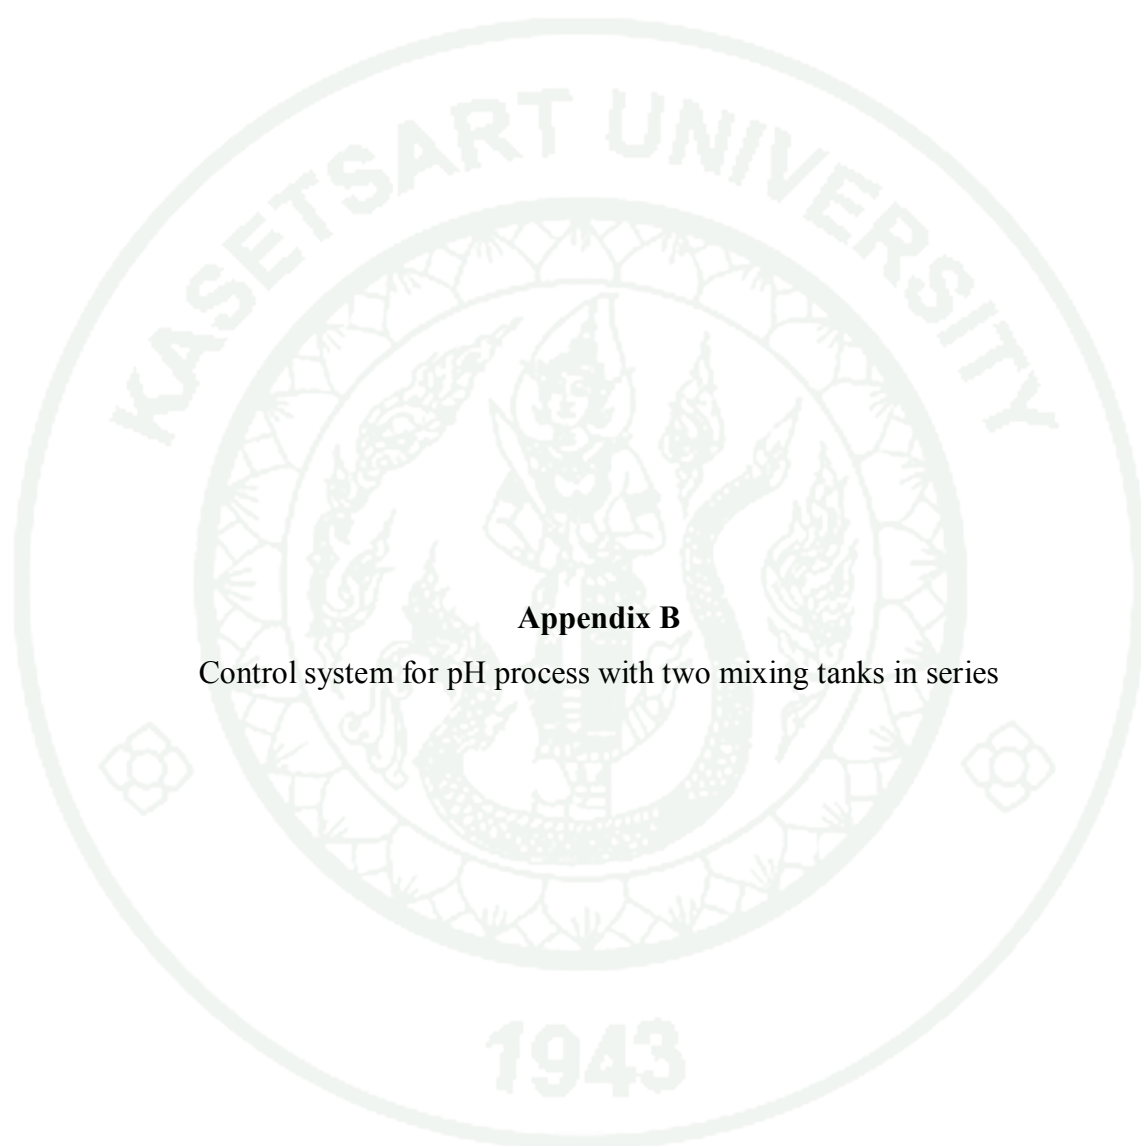 KASETSART UNIVERSITY
Appendix B
Control system for pH process with two mixing tanks in series
1943